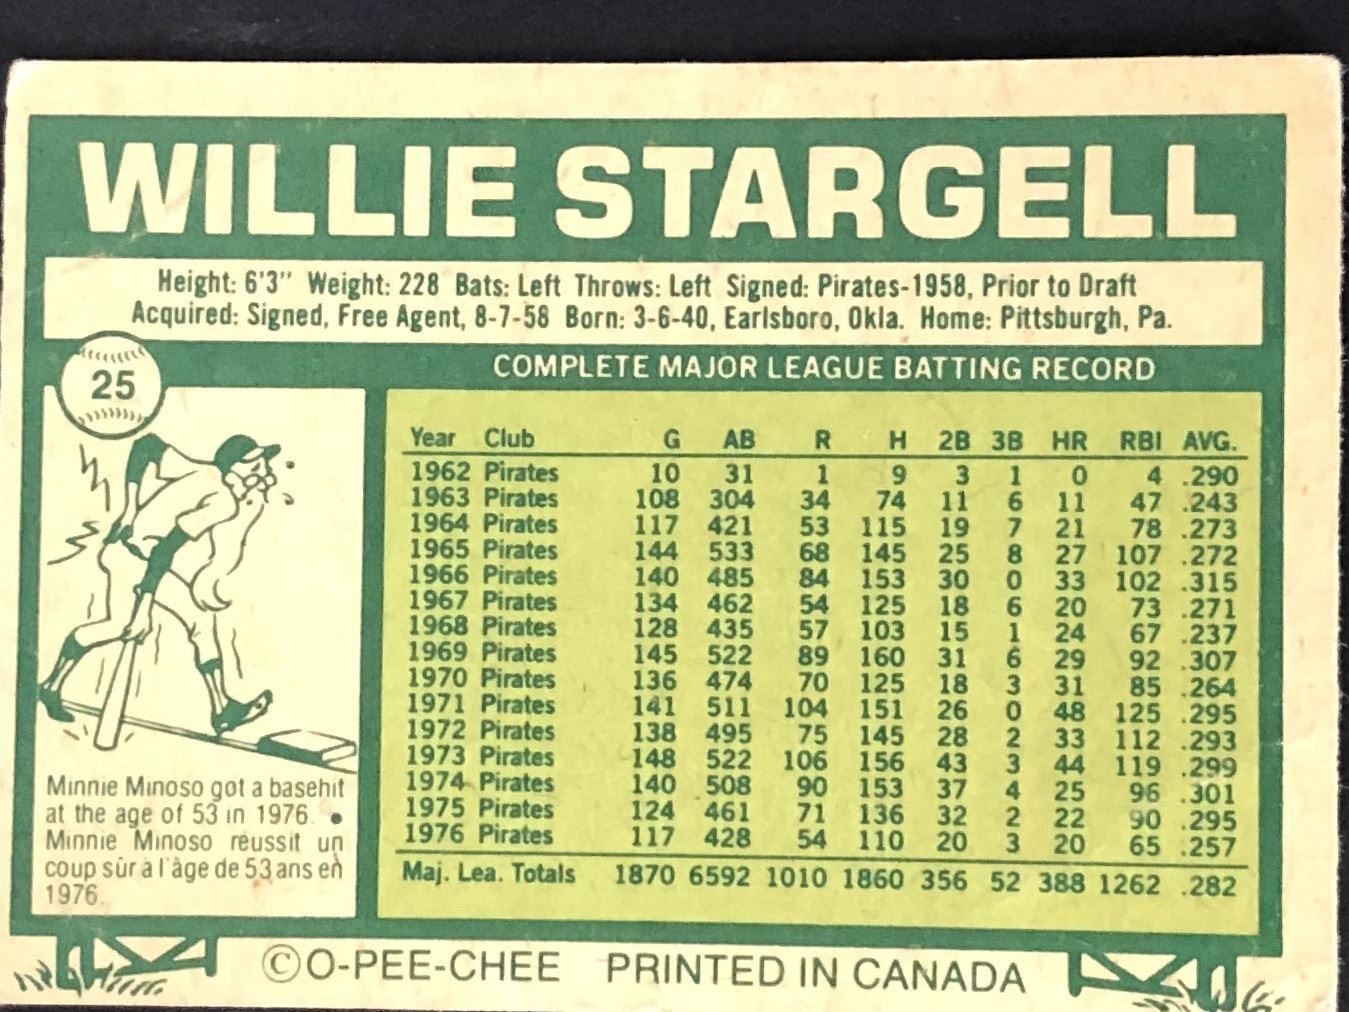 WILLIE STARGELL
Height: 6'3" Weight: 228 Bats: Left Throws: Left Signed: Pirates-1958, Prior to Draft
Acquired: Signed, Free Agent, 8-7-58 Born: 3-6-40, Earlsboro, Okla. Home: Pittsburgh, Pa.
25
COMPLETE MAJOR LEAGUE BATTING RECORD
Year Club G AB R H 2B 3B HR RBI AVG.
1962 Pirates 10 31 1 9 3 1 0 4 .290
1963 Pirates 108 304 34 74 11 6 11 47 .243
1964 Pirates 117 421 53 115 19 7 21 78 .273
1965 Pirates 144 533 68 145 25 8 27 107 .272
1966 Pirates 140 485 84 153 30 0 33 102 .315
1967 Pirates 134 462 54 125 18 6 20 73 .271
1968 Pirates 128 435 57 103 15 1 24 67 .237
1969 Pirates 145 522 89 160 31 6 29 92 .307
1970 Pirates 136 474 70 125 18 3 31 85 .264
1971 Pirates 141 511 104 151 26 0 48 125 .295
1972 Pirates 138 495 75 145 28 2 33 112 .293
1973 Pirates 148 522 106 156 43 3 44 119 .299
1974 Pirates 140 508 90 153 37 4 25 96 .301
1975 Pirates 124 461 71 136 32 2 22 90 .295
1976 Pirates 117 428 54 110 20 3 20 65 .257
Maj. Lea. Totals 1870 6592 1010 1860 356 52 388 1262 .282
Minnie Minoso got a basehit
at the age of 53 in 1976. •
Minnie Minoso réussit un
coup sûr à l'âge de 53 ans en
1976.
©O-PEE-CHEE PRINTED IN CANADA